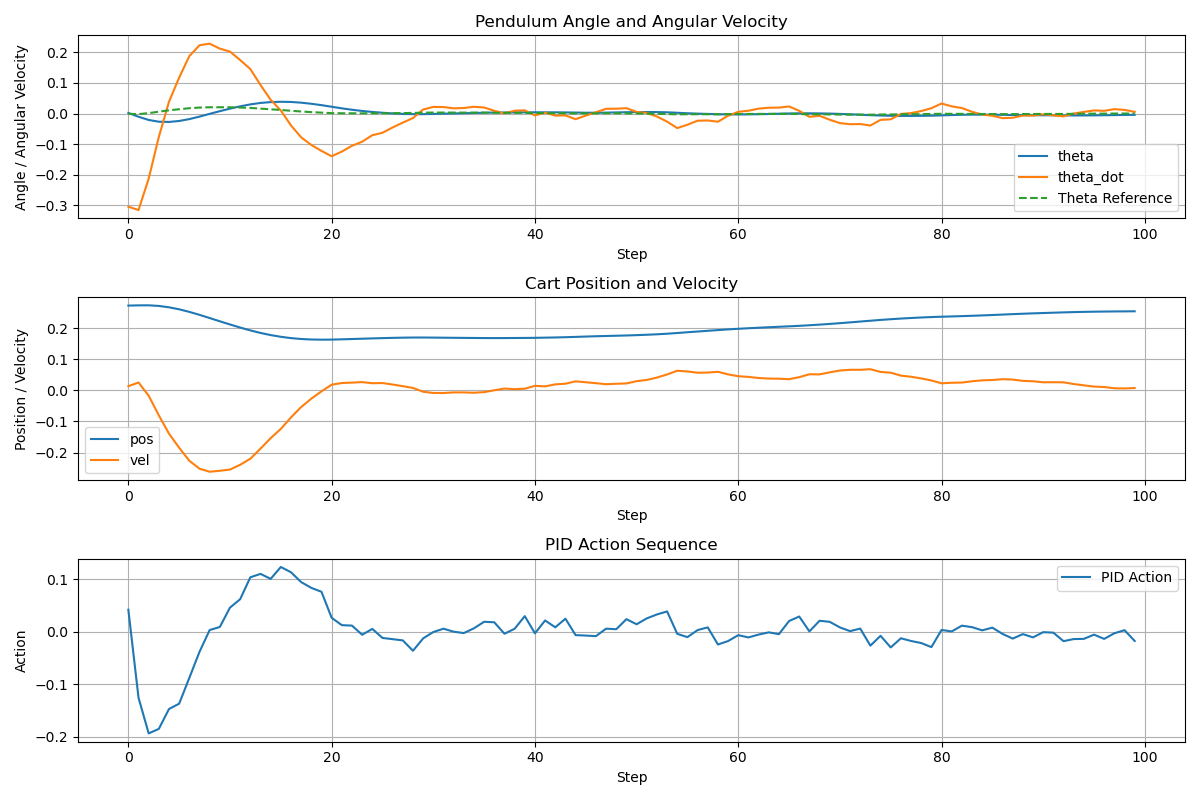 Pendulum Angle and Angular Velocity
Angle / Angular Velocity
0.2
0.1
0.0
−0.1
−0.2
−0.3
theta
theta_dot
Theta Reference
0 20 40 60 80 100
Step
Cart Position and Velocity
Position / Velocity
0.2
0.1
0.0
−0.1
−0.2
pos
vel
0 20 40 60 80 100
Step
PID Action Sequence
Action
0.1
0.0
−0.1
−0.2
PID Action
0 20 40 60 80 100
Step